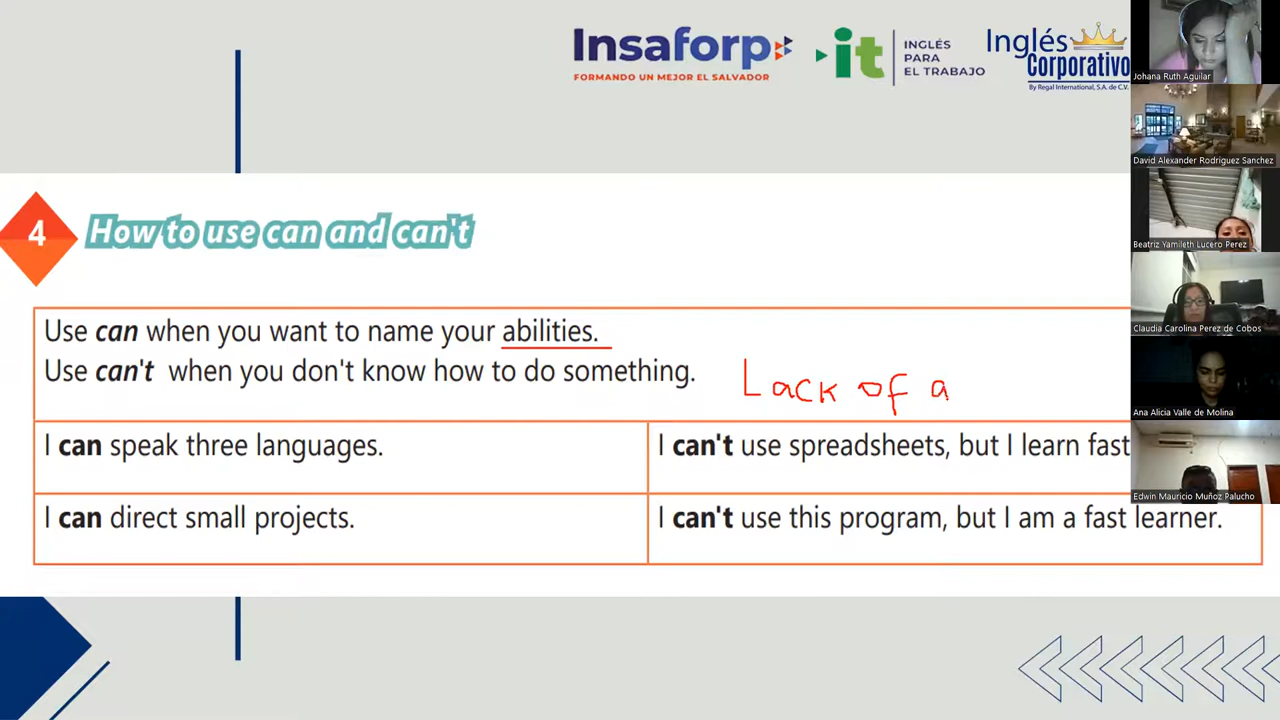 Insaforp
FORMANDO UN MEJOR EL SALVADOR
it
INGLÉS
PARA
EL TRABAJO
Inglés
Corporativo
By Regal International, S.A. de C.V.
4
How to use can and can't
Use can when you want to name your abilities.
Use can't when you don't know how to do something.
Lack of a
I can speak three languages.
I can't use spreadsheets, but I learn fast
I can direct small projects.
I can't use this program, but I am a fast learner.
Johana Ruth Aguilar
David Alexander Rodriguez Sanchez
Beatriz Yamileth Lucero Perez
Claudia Carolina Perez de Cobos
Ana Alicia Valle de Molina
Edwin Mauricio Muñoz Palucho